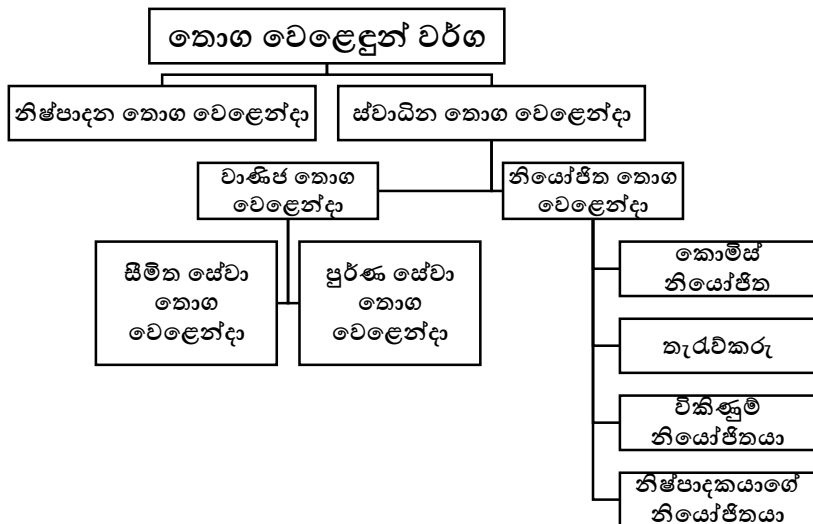 තොග වෙළෙඳුන් වර්ග
නිෂ්පාදන තොග වෙළෙන්දා
ස්වාධින තොග වෙළෙන්දා
වාණිජ තොග
වෙළෙන්දා
නියෝජිත තොග
වෙළෙන්දා
සීමිත සේවා
තොග
වෙළෙන්දා
පුර්ණ සේවා
තොග
වෙළෙන්දා
කොමිස්
නියෝජිත
තැරැව්කරු
විකිණුම්
නියෝජිතයා
නිෂ්පාදකයාගේ
නියෝජිතයා